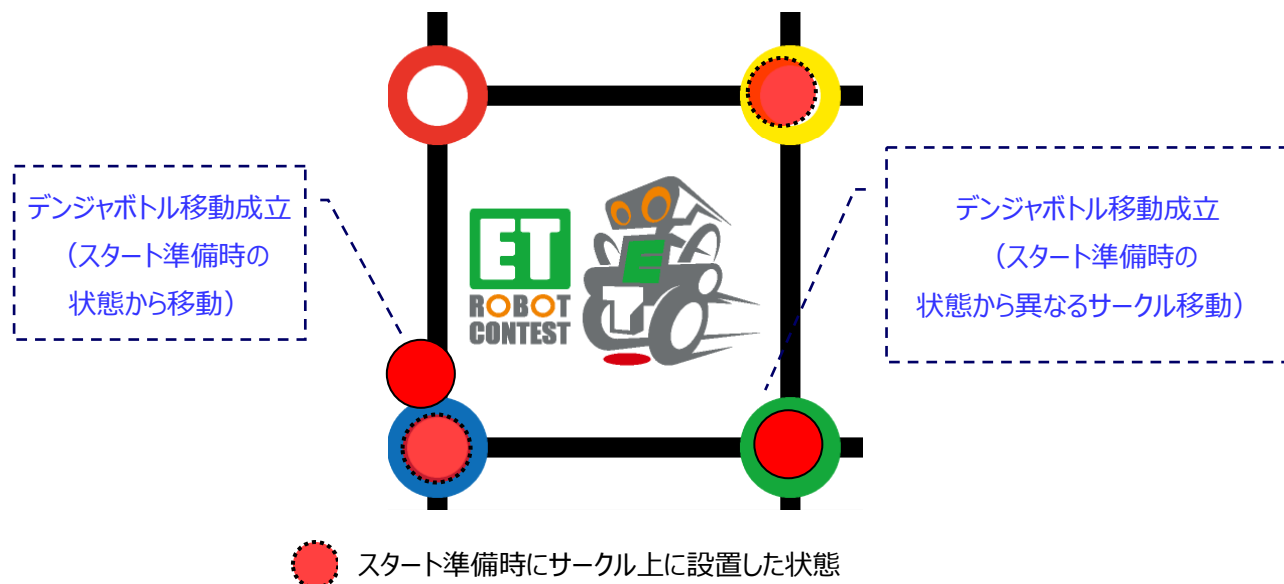 デンジャボトル移動成立
（スタート準備時の
状態から移動）
ET
ROBOT
CONTEST
デンジャボトル移動成立
（スタート準備時の
状態から異なるサークル移動）
スタート準備時にサークル上に設置した状態